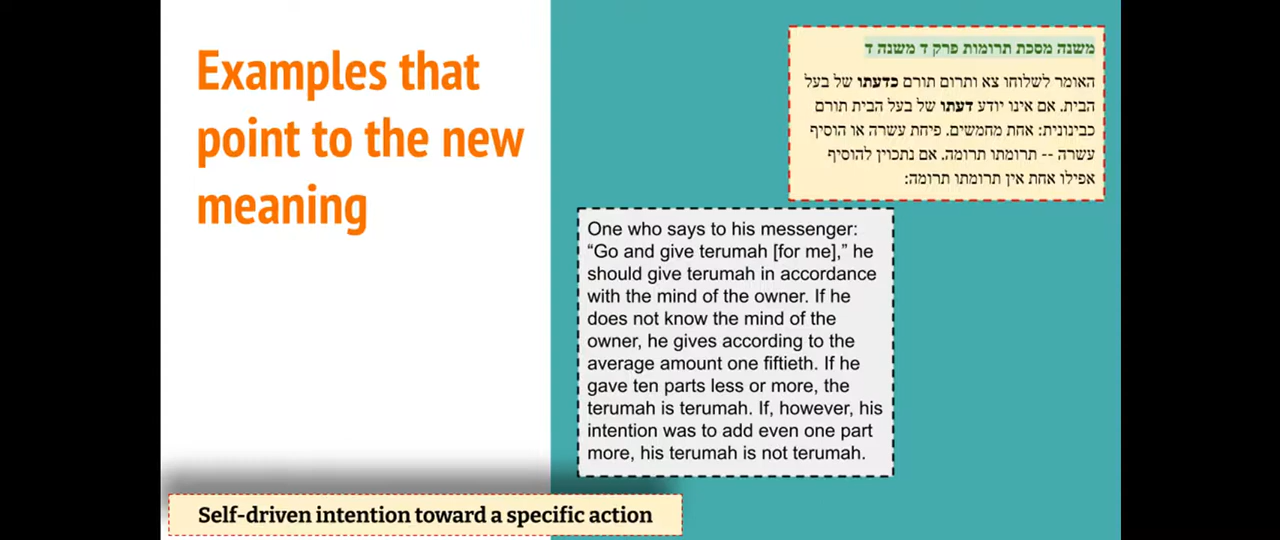 Examples that
point to the new
meaning
משנה מסכת תרומות פרק ד משנה ד
האומר לשלוחו צא ותרום תורם כדעתו של בעל
הבית. אם אינו יודע דעתו של בעל הבית תורם
כבינונית: אחת מחמשים. פיחת עשרה או הוסיף
עשרה -- תרומתו תרומה. אם נתכוין להוסיף
אפילו אחת אין תרומתו תרומה:
One who says to his messenger:
“Go and give terumah [for me],” he
should give terumah in accordance
with the mind of the owner. If he
does not know the mind of the
owner, he gives according to the
average amount one fiftieth. If he
gave ten parts less or more, the
terumah is terumah. If, however, his
intention was to add even one part
more, his terumah is not terumah.
Self-driven intention toward a specific action